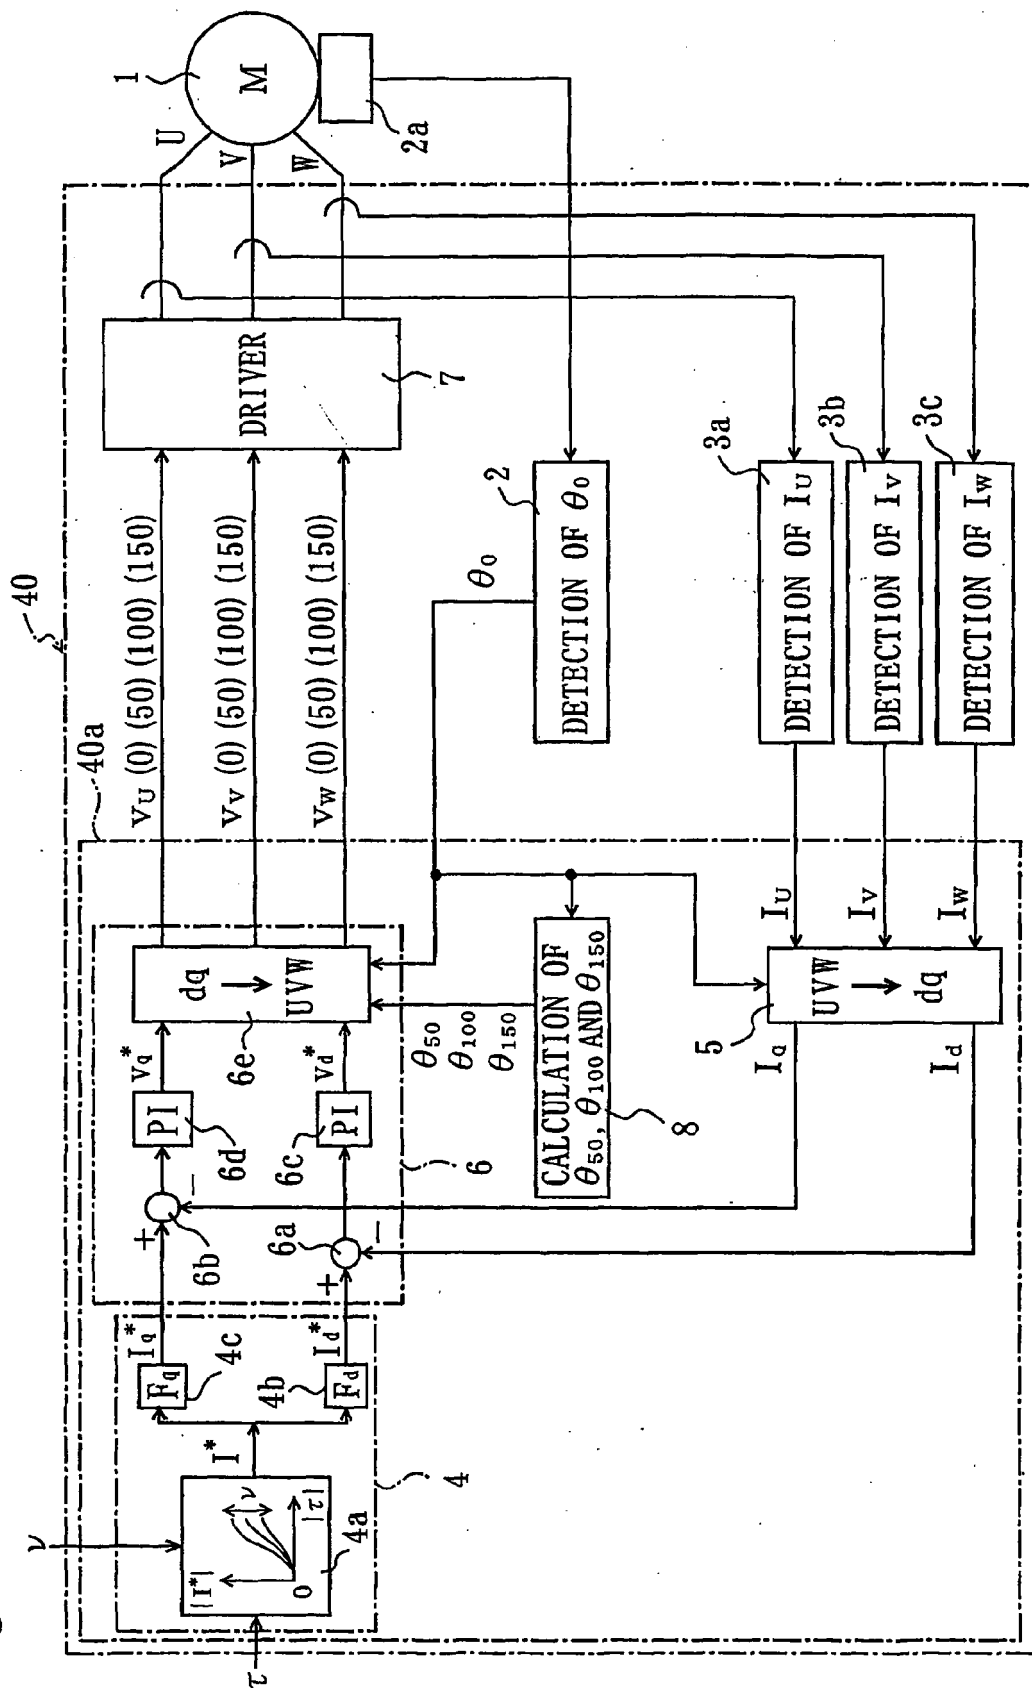 40
40a
ν
τ
|I*|
ν
0
|τ|
4a
4
I*
Fq
4c
Fd
4b
Iq*
Id*
+
−
6b
+
−
6a
PI
6d
PI
6c
6
Vq*
Vd*
dq
UVW
6e
VU (0) (50) (100) (150)
VV (0) (50) (100) (150)
VW (0) (50) (100) (150)
DRIVER
7
U
V
W
1
M
2a
θ50
θ100
θ150
CALCULATION OF
θ50, θ100 AND θ150
8
θ0
DETECTION OF θ0
2
5
UVW
dq
Iq
Id
IU
IV
IW
DETECTION OF IU
3a
DETECTION OF IV
3b
DETECTION OF IW
3c